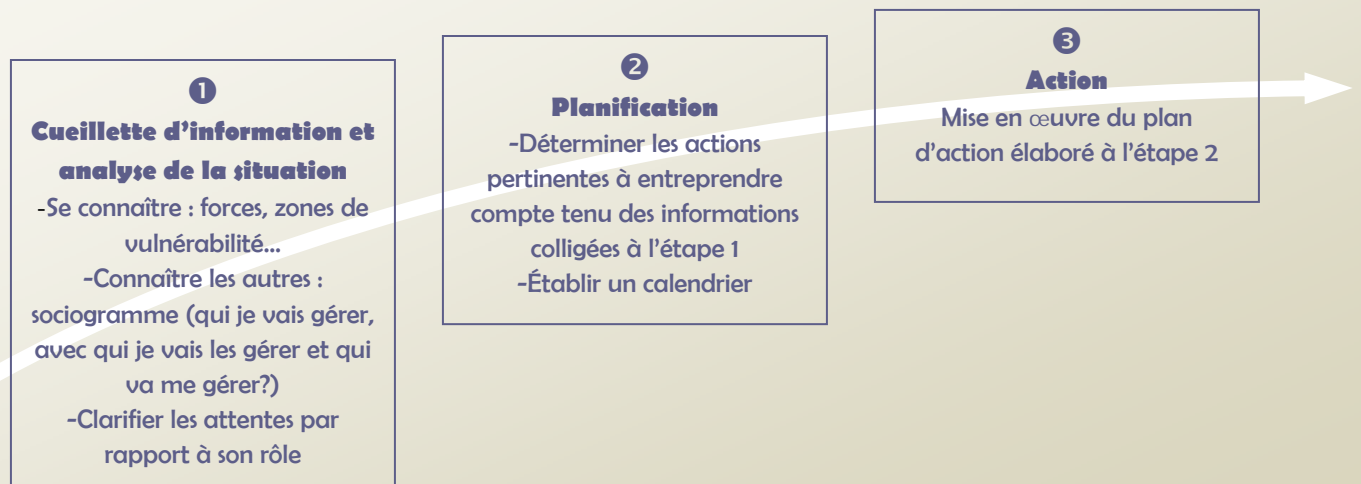 ❶
Cueillette d’information et
analyse de la situation
-Se connaître : forces, zones de
vulnérabilité...
-Connaître les autres :
sociogramme (qui je vais gérer,
avec qui je vais les gérer et qui
va me gérer?)
-Clarifier les attentes par
rapport à son rôle
❷
Planification
-Déterminer les actions
pertinentes à entreprendre
compte tenu des informations
colligées à l’étape 1
-Établir un calendrier
❸
Action
Mise en œuvre du plan
d’action élaboré à l’étape 2